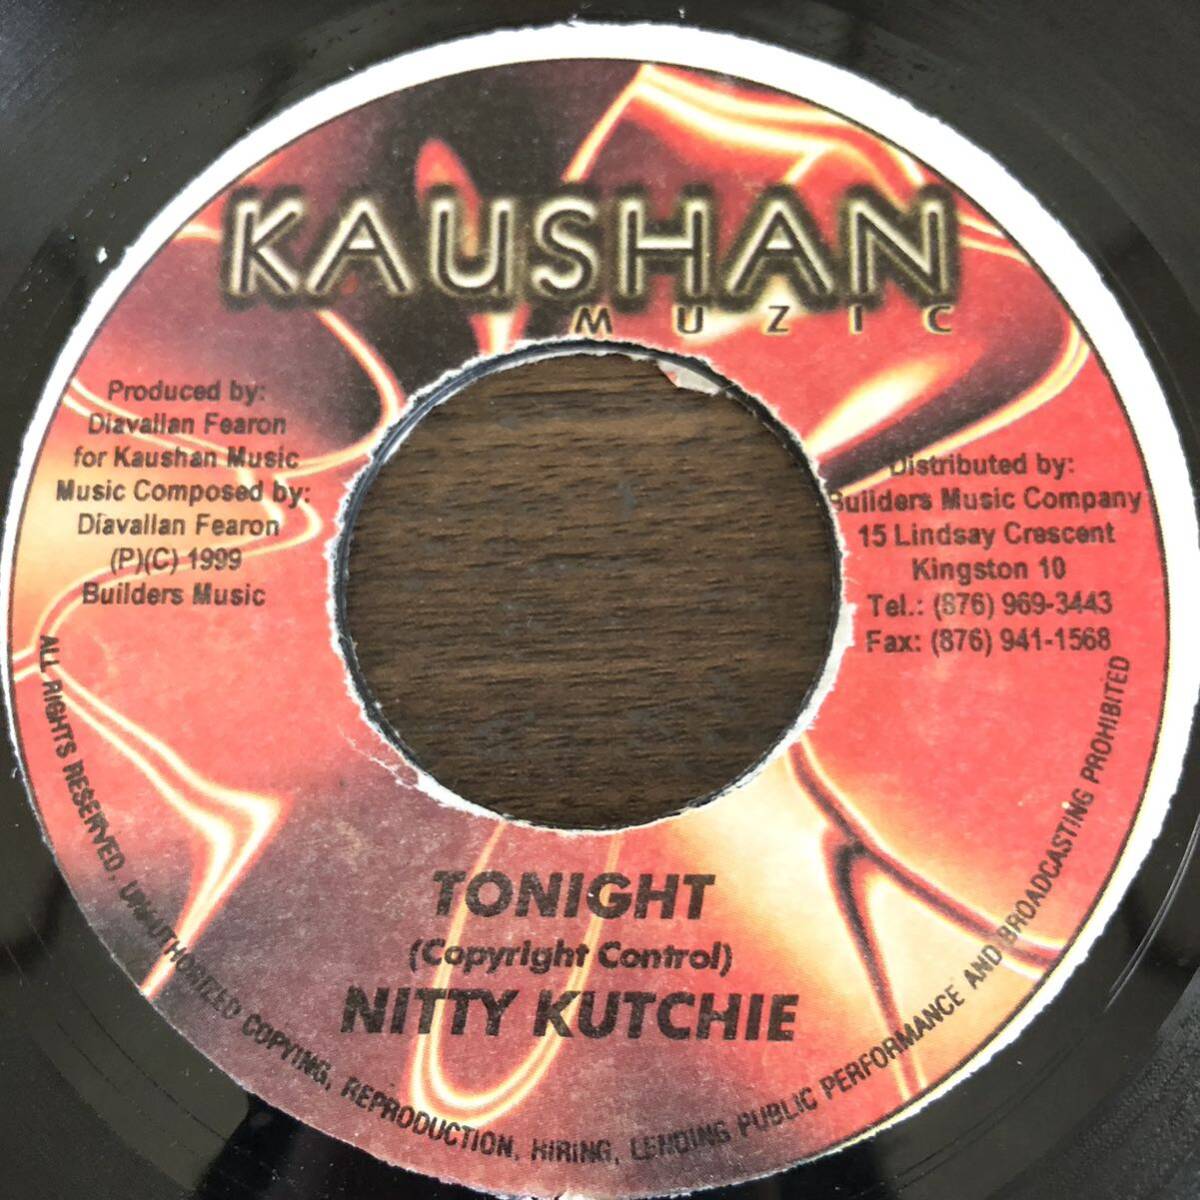 KAUSHAN
MUZIC
Produced by:
Diavallan Fearon
for Kaushan Music
Music Composed by:
Diavallan Fearon
(P)(C) 1999
Builders Music
Distributed by:
Builders Music Company
15 Lindsay Crescent
Kingston 10
Tel.: (876) 969-3443
Fax: (876) 941-1568
TONIGHT
(Copyright Control)
NITTY KUTCHIE
ALL RIGHTS RESERVED, UNAUTHORIZED COPYING, REPRODUCTION, HIRING, LENDING PUBLIC PERFORMANCE AND BROADCASTING PROHIBITED